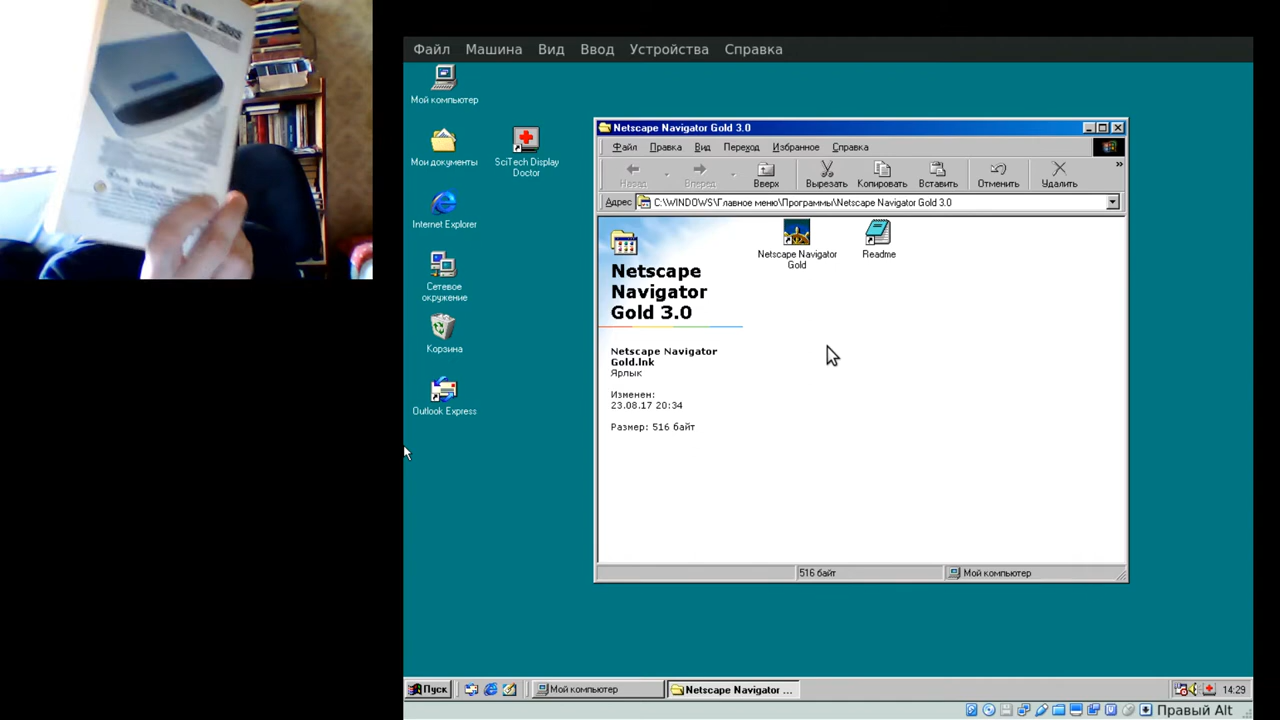 Файл Машина Вид Ввод Устройства Справка
Мой компьютер
Мои документы
SciTech Display
Doctor
Internet Explorer
Сетевое
окружение
Корзина
Outlook Express
Netscape Navigator Gold 3.0
Файл Правка Вид Переход Избранное Справка
Назад Вперед Вверх Вырезать Копировать Вставить Отменить Удалить
Адрес C:\WINDOWS\Главное меню\Программы\Netscape Navigator Gold 3.0
Netscape
Navigator
Gold 3.0
Netscape Navigator
Gold.lnk
Ярлык
Изменен:
23.08.17 20:34
Размер: 516 байт
Netscape Navigator
Gold
Readme
516 байт Мой компьютер
Пуск Мой компьютер Netscape Navigator ... 14:29
Правый Alt